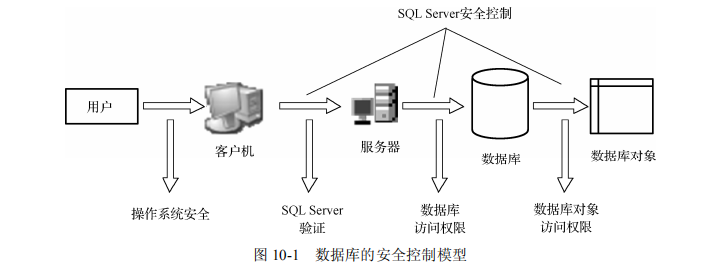 SQL Server安全控制
用户
客户机
服务器
数据库
数据库对象
操作系统安全
SQL Server
验证
数据库
访问权限
数据库对象
访问权限
图 10-1 数据库的安全控制模型